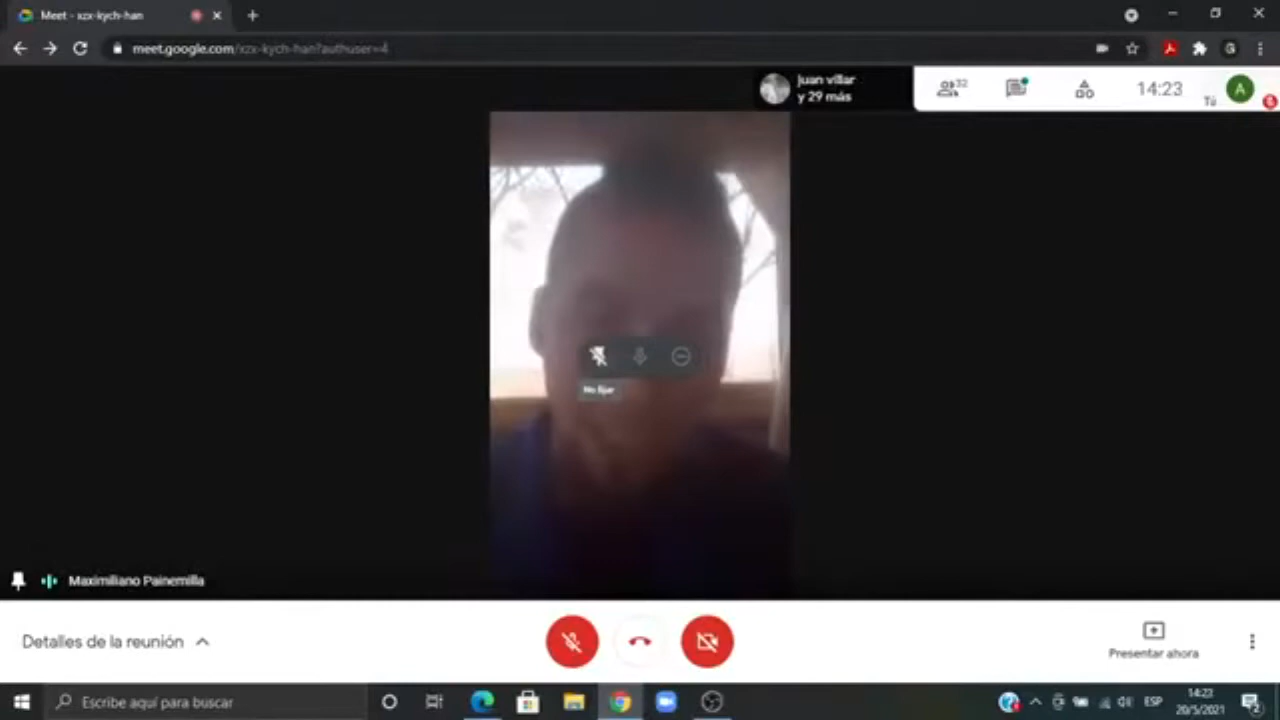 Meet - xzx-kych-han
meet.google.com/xzx-kych-han?authuser=4
juan villar
y 29 más
32
14:23
Tú
A
No fijar
Maximiliano Painemilla
Detalles de la reunión
Presentar ahora
Escribe aquí para buscar
ESP
14:23
20/5/2021
2